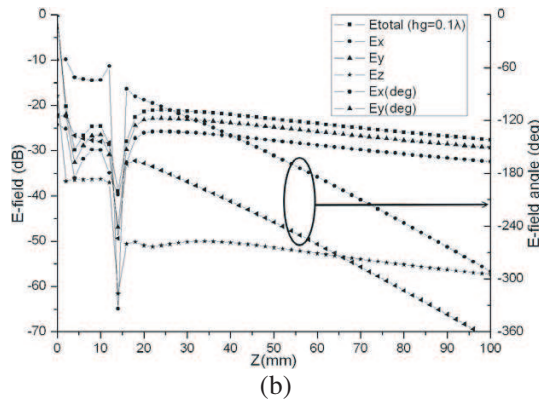 0
-10
-20
-30
-40
-50
-60
-70
E-field (dB)
0
10
20
30
40
50
60
70
80
90
100
Z(mm)
0
-60
-120
-180
-240
-300
-360
E-field angle (deg)
Etotal (hg=0.1λ)
Ex
Ey
Ez
Ex(deg)
Ey(deg)
(b)